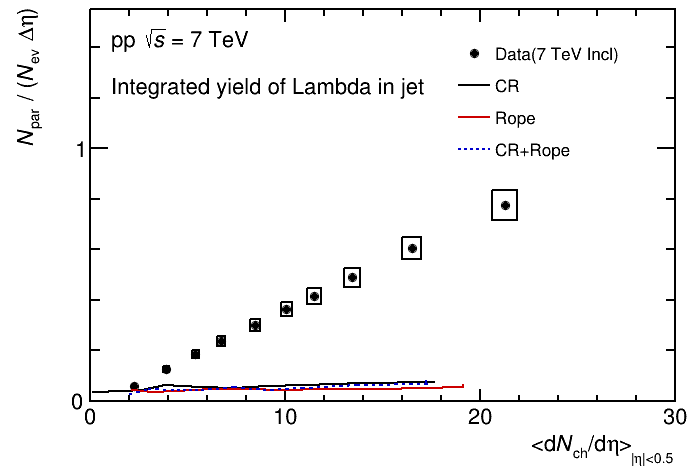 pp √s = 7 TeV
Integrated yield of Lambda in jet
Data(7 TeV Incl)
CR
Rope
CR+Rope
N_par / (N_ev Δη)
1
0
0 10 20 30
<dN_ch/dη>_|η|<0.5